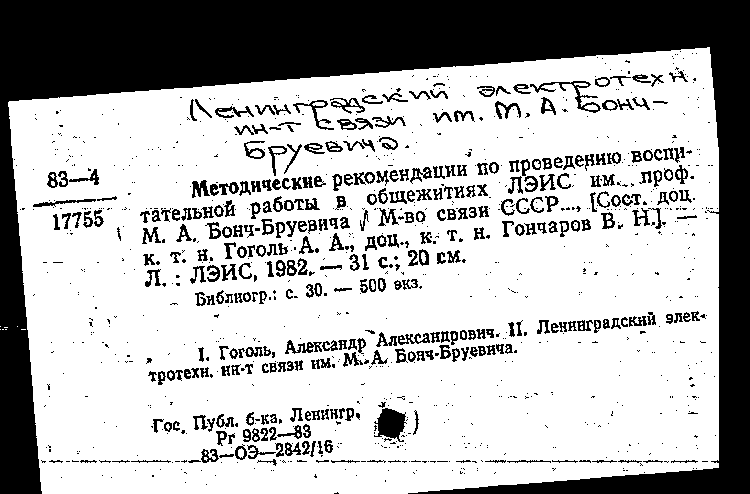 Ленинградский электротехн.
ин-т связи им. М. А. Бонч-
Бруевича.
83—4
17755
Методические рекомендации по проведению воспи-
тательной работы в общежитиях ЛЭИС им. проф.
М. А. Бонч-Бруевича / М-во связи СССР..., [Сост. доц.
к. т. н. Гоголь А. А., доц., к. т. н. Гончаров В. Н.]. —
Л. : ЛЭИС, 1982. — 31 с.; 20 см.
Библиогр.: с. 30. — 500 экз.
I. Гоголь, Александр Александрович. II. Ленинградский элек-
тротехн. ин-т связи им. М. А. Бонч-Бруевича.
Гос. Публ. б-ка. Ленингр.
Pr 9822—83
83—ОЭ—2842/16